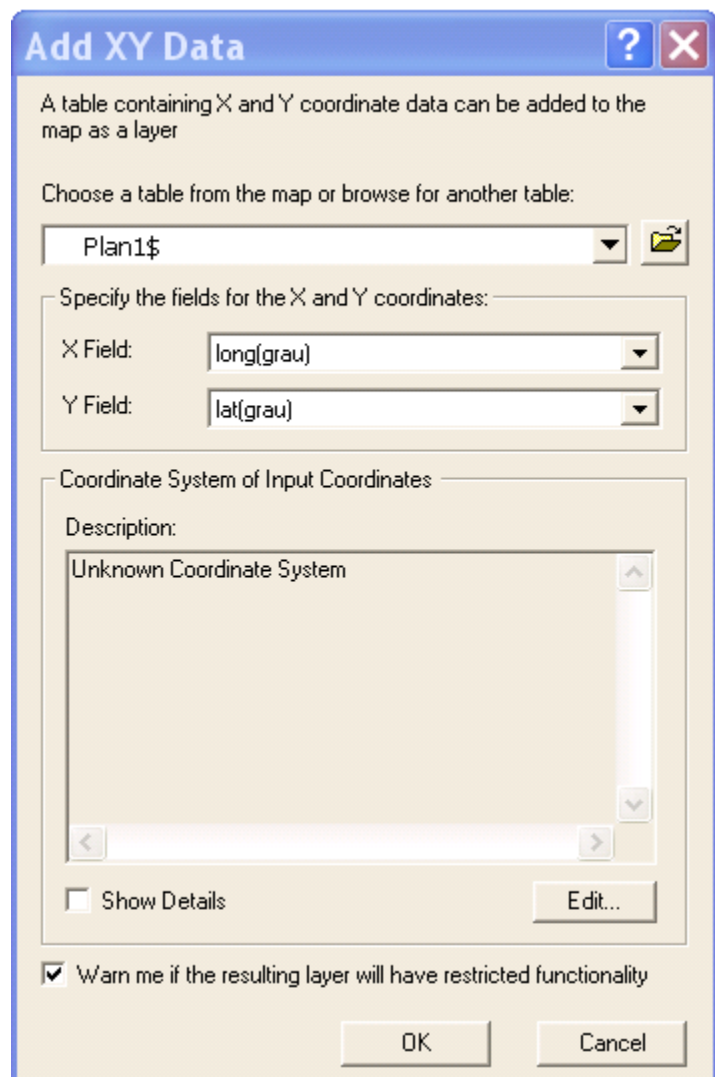 Add XY Data
A table containing X and Y coordinate data can be added to the
map as a layer
Choose a table from the map or browse for another table:
Plan1$
Specify the fields for the X and Y coordinates:
X Field:
long(grau)
Y Field:
lat(grau)
Coordinate System of Input Coordinates
Description:
Unknown Coordinate System
Show Details
Edit...
Warn me if the resulting layer will have restricted functionality
OK
Cancel